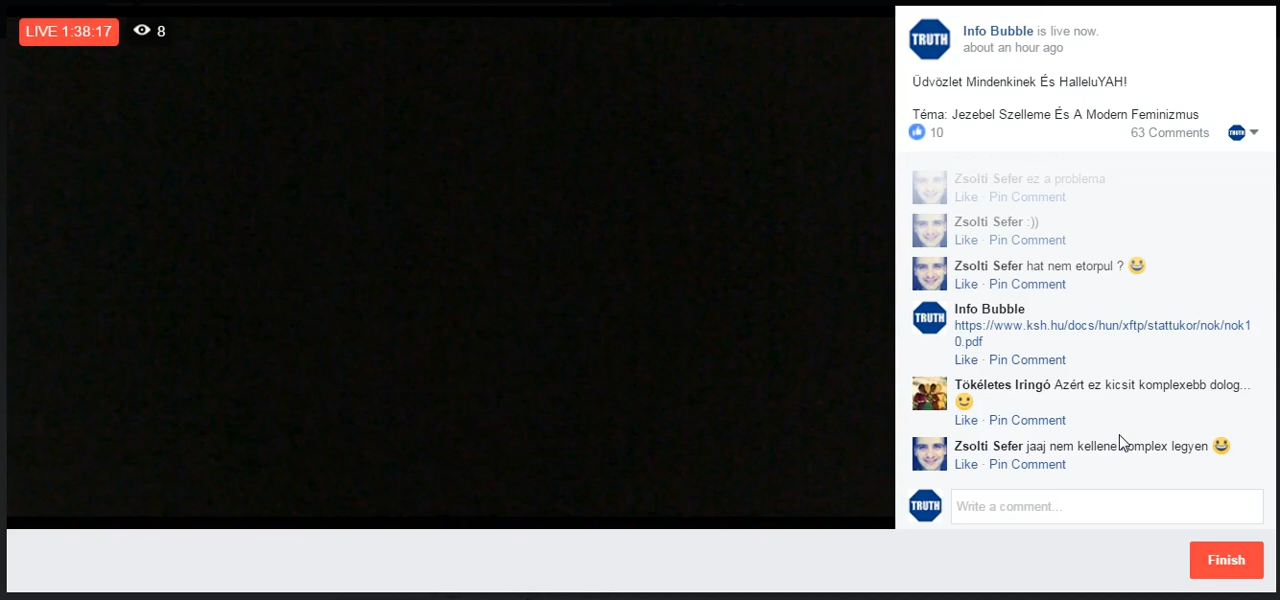 LIVE 1:38:17
8
TRUTH
Info Bubble is live now.
about an hour ago
Üdvözlet Mindenkinek És HalleluYAH!
Téma: Jezebel Szelleme És A Modern Feminizmus
10
63 Comments
TRUTH
Zsolti Sefer ez a problema
Like · Pin Comment
Zsolti Sefer :))
Like · Pin Comment
Zsolti Sefer hat nem etorpul ?
Like · Pin Comment
TRUTH
Info Bubble
https://www.ksh.hu/docs/hun/xftp/stattukor/nok/nok1
0.pdf
Like · Pin Comment
Tökéletes Iringó Azért ez kicsit komplexebb dolog...
Like · Pin Comment
Zsolti Sefer jaaj nem kellene komplex legyen
Like · Pin Comment
TRUTH
Write a comment...
Finish